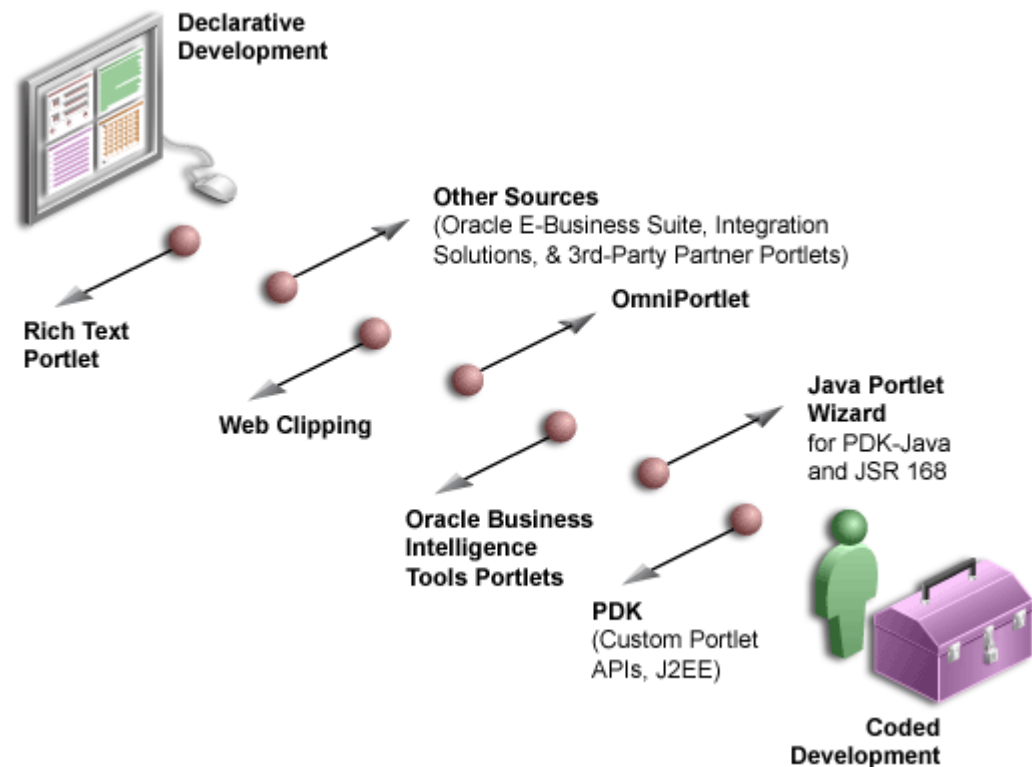 Declarative
Development
Other Sources
(Oracle E-Business Suite, Integration
Solutions, & 3rd-Party Partner Portlets)
OmniPortlet
Rich Text
Portlet
Web Clipping
Java Portlet
Wizard
for PDK-Java
and JSR 168
Oracle Business
Intelligence
Tools Portlets
PDK
(Custom Portlet
APIs, J2EE)
Coded
Development